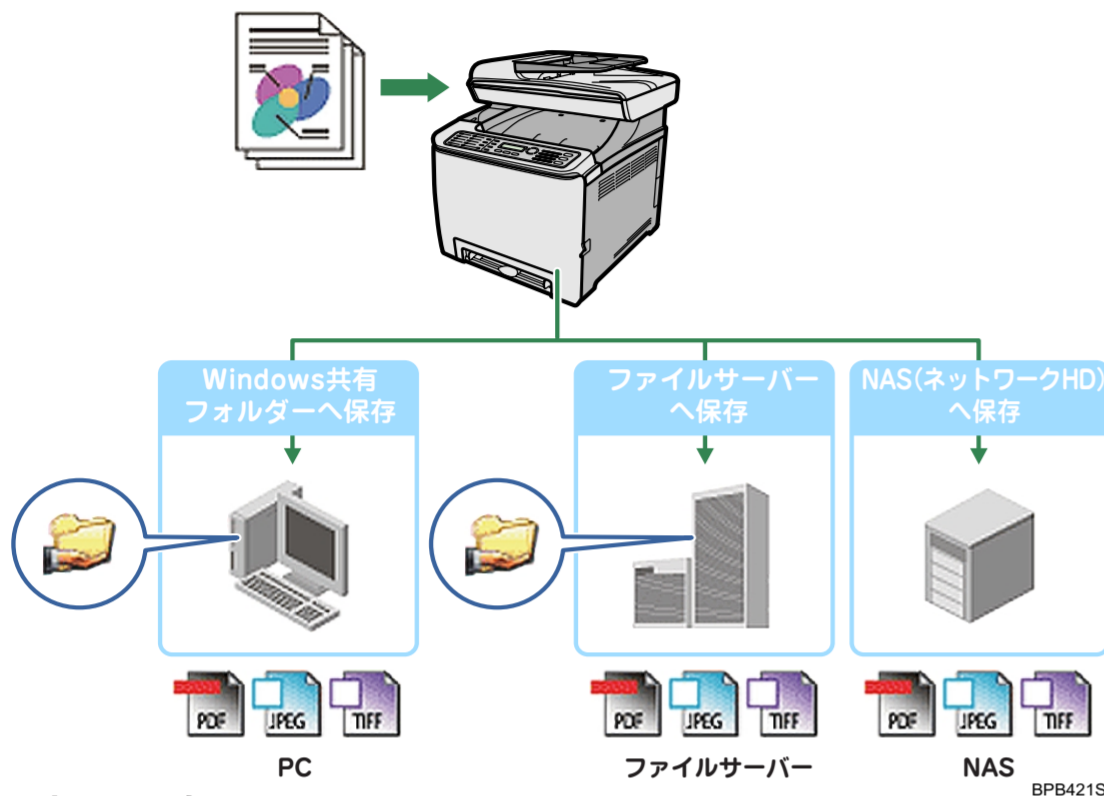 Windows共有
フォルダーへ保存
ファイルサーバー
へ保存
NAS(ネットワークHD)
へ保存
PDF
JPEG
TIFF
PDF
JPEG
TIFF
PDF
JPEG
TIFF
PC
ファイルサーバー
NAS
BPB421S